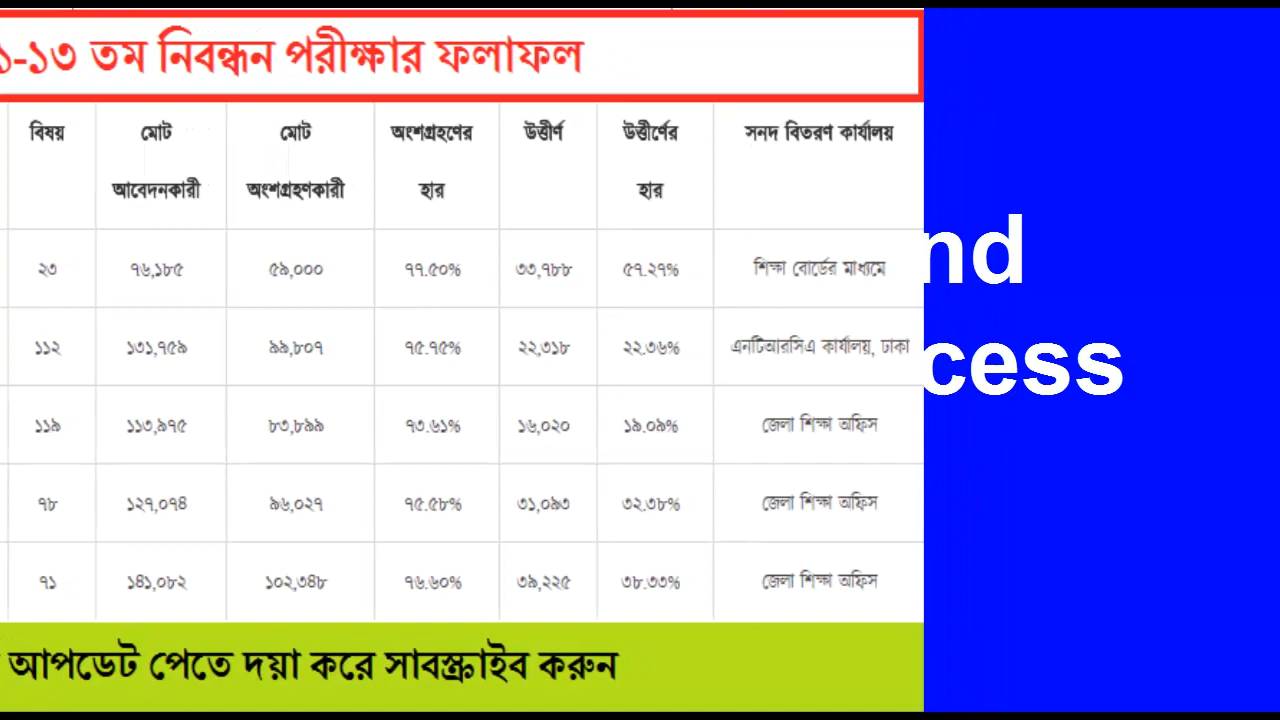 ১-১৩ তম নিবন্ধন পরীক্ষার ফলাফল
বিষয় মোট আবেদনকারী মোট অংশগ্রহণকারী অংশগ্রহণের হার উত্তীর্ণ উত্তীর্ণের হার সনদ বিতরণ কার্যালয়
২৩ ৭৬,১৮৫ ৫৯,০০০ ৭৭.৫০% ৩৩,৭৮৮ ৫৭.২৭% শিক্ষা বোর্ডের মাধ্যমে
nd
১১২ ১৩১,৭৫৯ ৯৯,৮০৭ ৭৫.৭৫% ২২,৩১৮ ২২.৩৬% এনটিআরসিএ কার্যালয়, ঢাকা
cess
১১৯ ১১৩,৯৭৫ ৮৩,৮৯৯ ৭৩.৬১% ১৬,০২০ ১৯.০৯% জেলা শিক্ষা অফিস
৭৮ ১২৭,০৭৪ ৯৬,০২৭ ৭৫.৫৮% ৩১,০৯৩ ৩২.৩৮% জেলা শিক্ষা অফিস
৭১ ১৪১,০৮২ ১০২,৩৪৮ ৭৬.৬০% ৩৯,২২৫ ৩৮.৩৩% জেলা শিক্ষা অফিস
আপডেট পেতে দয়া করে সাবস্ক্রাইব করুন